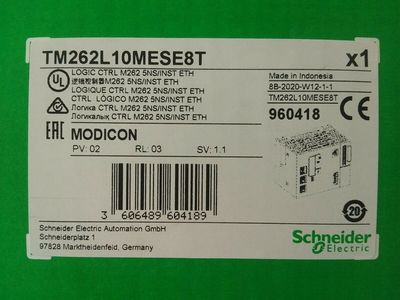 TM262L10MESE8T x1
LOGIC CTRL M262 5NS/INST ETH
逻辑控制器M262 5NS/INST ETH
LOGIQUE CTRL M262 5NS/INST ETH
CTRL LÓGICO M262 5NS/INST ETH
Логикалық CTRL M262 5NS/INST ETH
Логика CTRL M262 5NS/INST ETH
Made in Indonesia
8B-2020-W12-1-1
TM262L10MESE8T
960418 CE
EAC MODICON
PV: 02 RL: 03 SV: 1.1
3 606489 604189
20
Schneider Electric Automation GmbH
Schneiderplatz 1
97828 Marktheidenfeld, Germany
Schneider
Electric